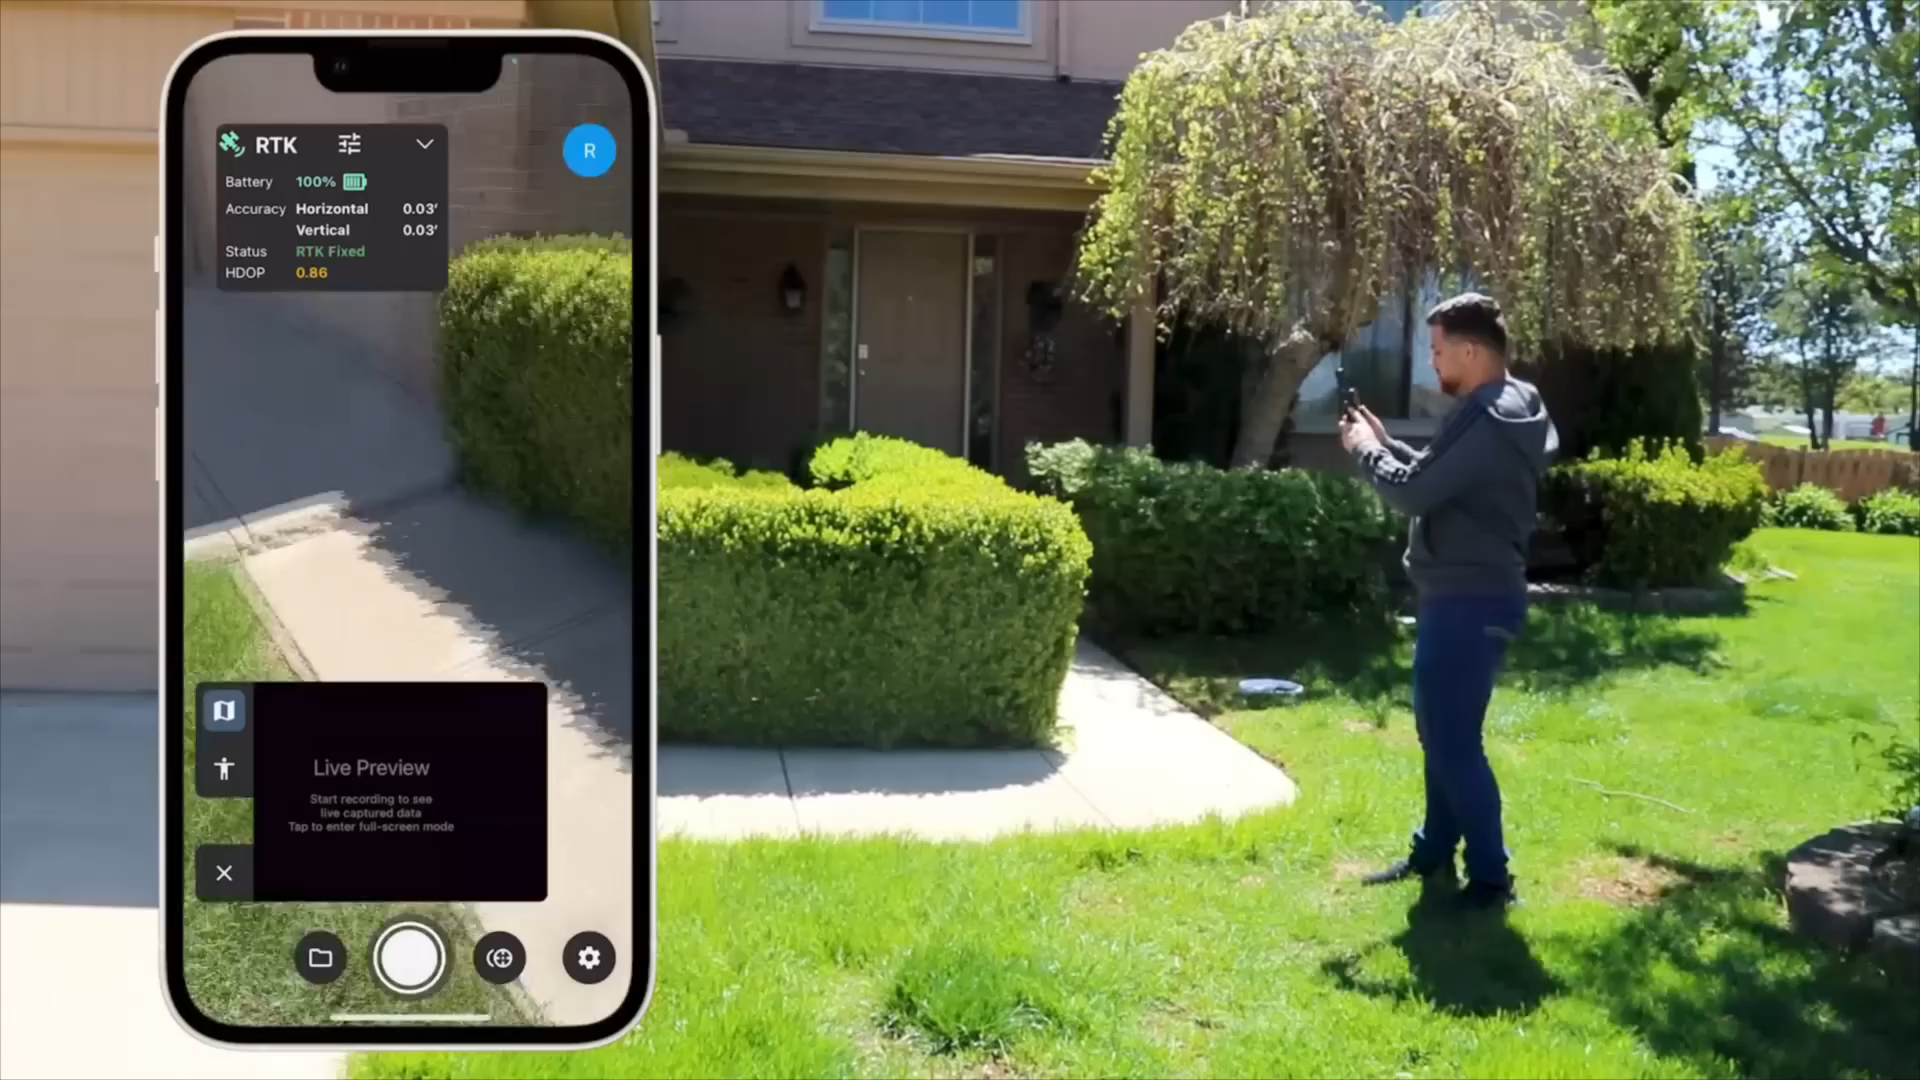 RTK
R
Battery 100%
Accuracy Horizontal 0.03'
Vertical 0.03'
Status RTK Fixed
HDOP 0.86
Live Preview
Start recording to see
live captured data
Tap to enter full-screen mode